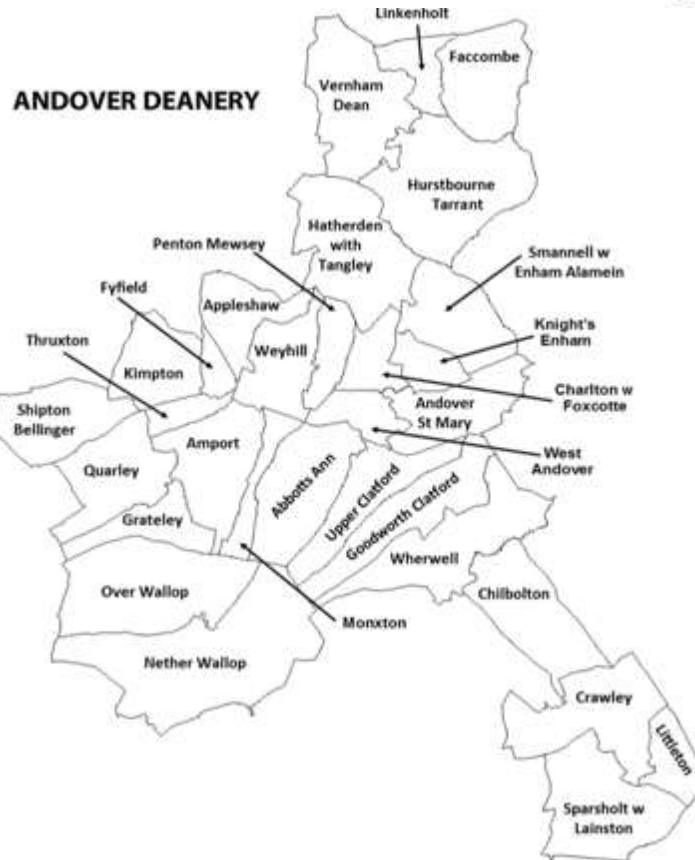 Linkenholt
Faccombe
Vernham
Dean
ANDOVER DEANERY
Hurstbourne
Tarrant
Hatherden
with
Tangley
Penton Mewsey
Smannell w
Enham Alamein
Fyfield
Appleshaw
Knight's
Enham
Thruxton
Weyhill
Kimpton
Charlton w
Foxcotte
Shipton
Bellinger
Andover
St Mary
Amport
West
Andover
Quarley
Abbotts Ann
Upper Clatford
Goodworth Clatford
Grateley
Wherwell
Over Wallop
Chilbolton
Monxton
Nether Wallop
Crawley
Littleton
Sparsholt w
Lainston